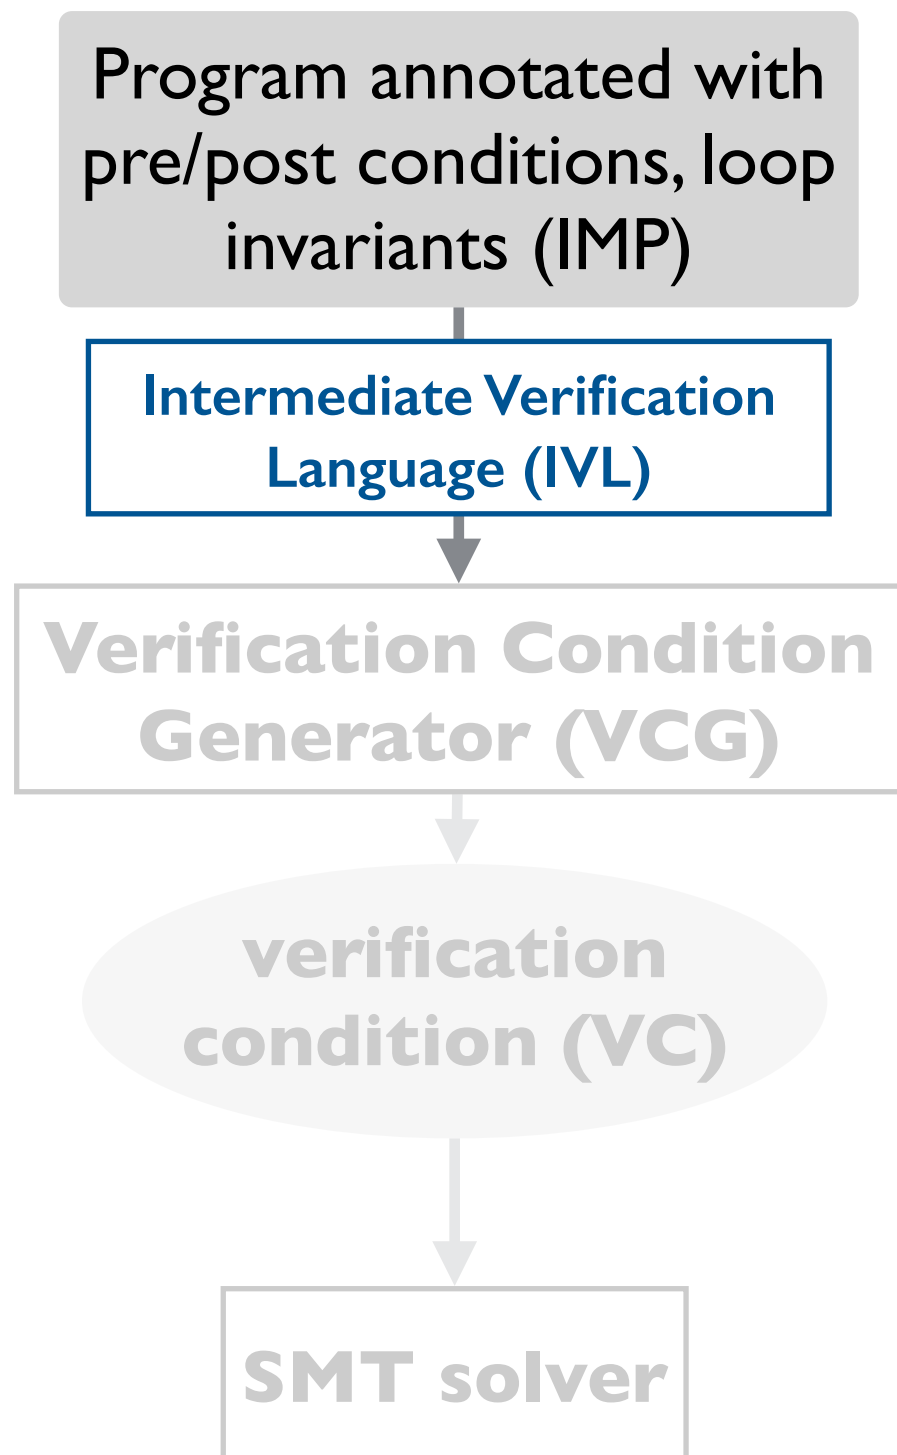 Program annotated with
pre/post conditions, loop
invariants (IMP)
Intermediate Verification
Language (IVL)
Verification Condition
Generator (VCG)
verification
condition (VC)
SMT solver